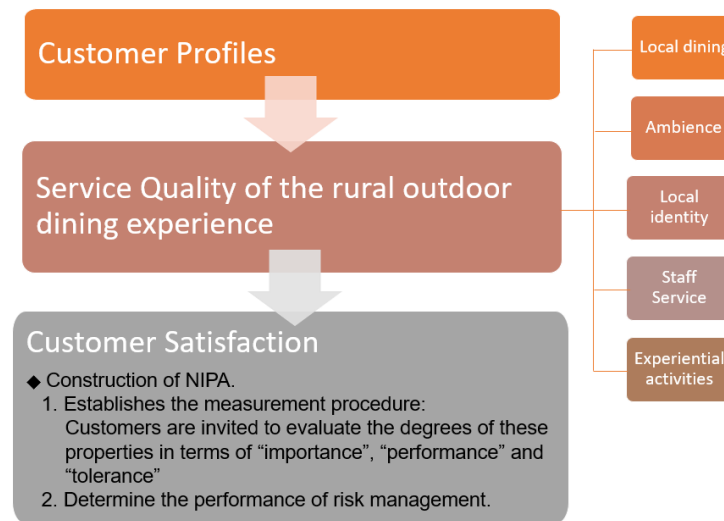 Customer Profiles
Service Quality of the rural outdoor
dining experience
Customer Satisfaction
◆ Construction of NIPA.
1. Establishes the measurement procedure:
Customers are invited to evaluate the degrees of these
properties in terms of “importance”, “performance” and
“tolerance”
2. Determine the performance of risk management.
Local dining
Ambience
Local
identity
Staff
Service
Experiential
activities